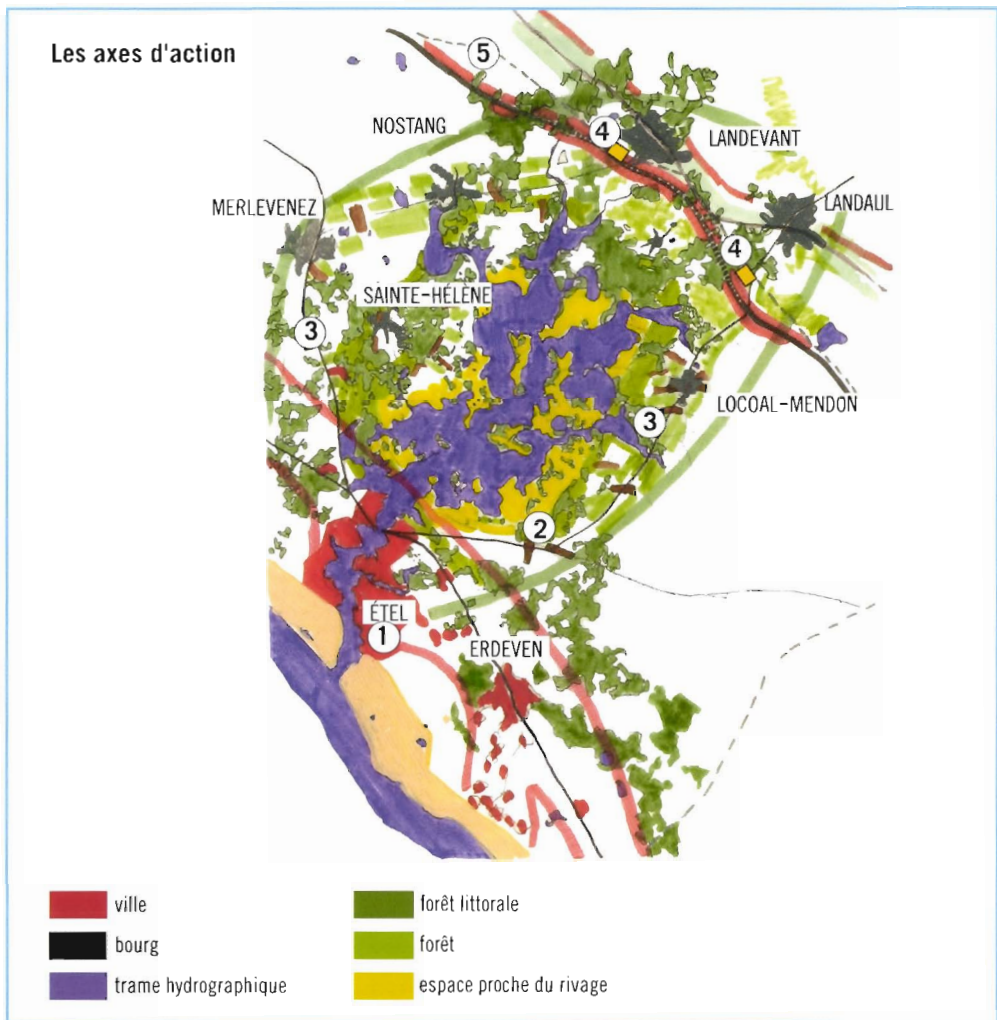 Les axes d'action
5
NOSTANG
4
LANDEVANT
MERLEVENEZ
LANDAUL
4
SAINTE-HÉLÈNE
3
LOCOAL-MENDON
3
2
ÉTEL
1
ERDEVEN
ville
forêt littorale
bourg
forêt
trame hydrographique
espace proche du rivage